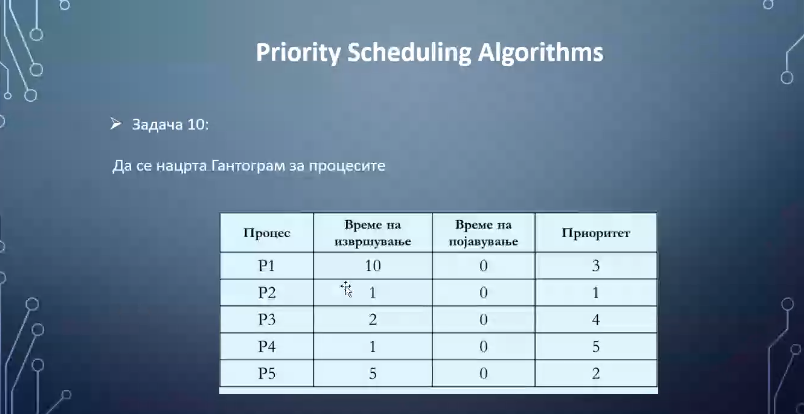 Priority Scheduling Algorithms
➢ Задача 10:
Да се нацрта Гантограм за процесите
Процес | Време на извршување | Време на појавување | Приоритет
P1 | 10 | 0 | 3
P2 | 1 | 0 | 1
P3 | 2 | 0 | 4
P4 | 1 | 0 | 5
P5 | 5 | 0 | 2